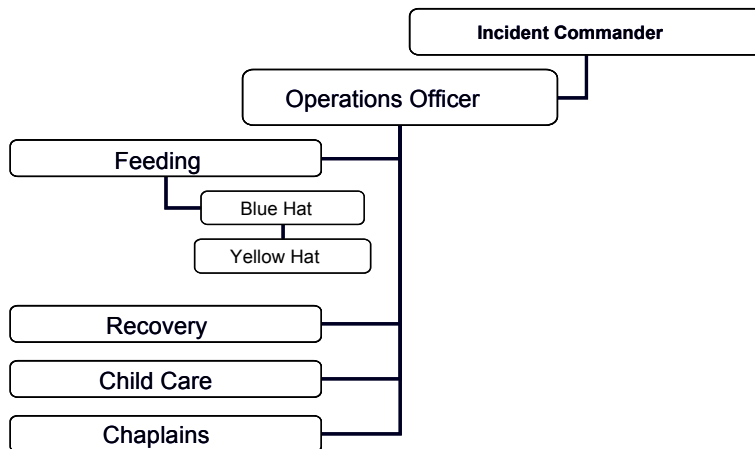 Incident Commander
Operations Officer
Feeding
Blue Hat
Yellow Hat
Recovery
Child Care
Chaplains